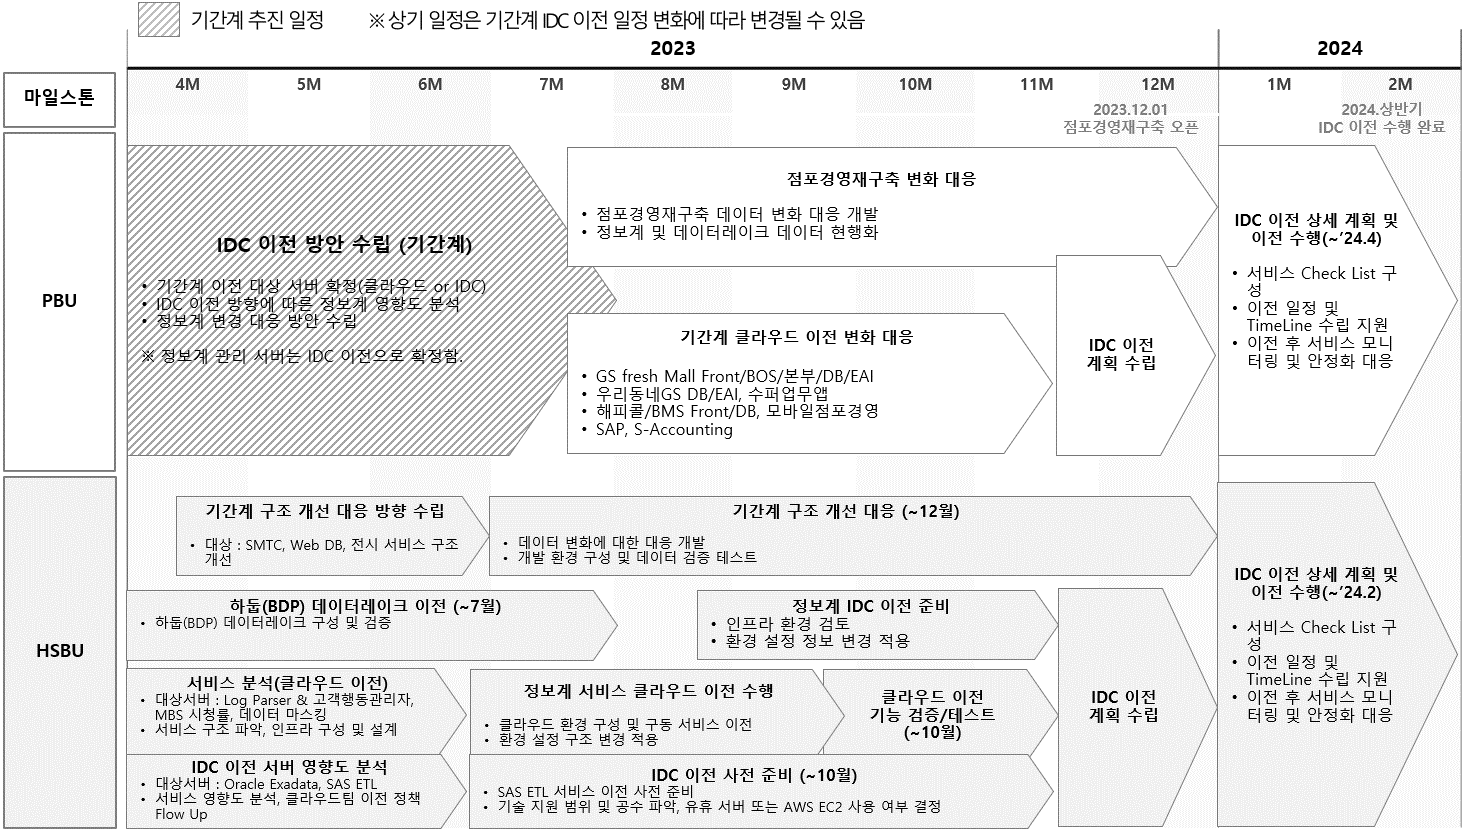 기간계 추진 일정
※ 상기 일정은 기간계 IDC 이전 일정 변화에 따라 변경될 수 있음
2023
2024
마일스톤
4M
5M
6M
7M
8M
9M
10M
11M
12M
1M
2M
2023.12.01
점포경영재구축 오픈
2024.상반기
IDC 이전 수행 완료
PBU
IDC 이전 방안 수립 (기간계)
• 기간계 이전 대상 서버 확정(클라우드 or IDC)
• IDC 이전 방향에 따른 정보계 영향도 분석
• 정보계 변경 대응 방안 수립
※ 정보계 관리 서버는 IDC 이전으로 확정함.
점포경영재구축 변화 대응
• 점포경영재구축 데이터 변화 대응 개발
• 정보계 및 데이터레이크 데이터 현행화
기간계 클라우드 이전 변화 대응
• GS fresh Mall Front/BOS/본부/DB/EAI
• 우리동네GS DB/EAI, 수퍼업무앱
• 해피콜/BMS Front/DB, 모바일점포경영
• SAP, S-Accounting
IDC 이전
계획 수립
IDC 이전 상세 계획 및
이전 수행(~’24.4)
• 서비스 Check List 구
성
• 이전 일정 및
TimeLine 수립 지원
• 이전 후 서비스 모니
터링 및 안정화 대응
HSBU
기간계 구조 개선 대응 방향 수립
• 대상 : SMTC, Web DB, 전시 서비스 구조
개선
기간계 구조 개선 대응 (~12월)
• 데이터 변화에 대한 대응 개발
• 개발 환경 구성 및 데이터 검증 테스트
하둡(BDP) 데이터레이크 이전 (~7월)
• 하둡(BDP) 데이터레이크 구성 및 검증
정보계 IDC 이전 준비
• 인프라 환경 검토
• 환경 설정 정보 변경 적용
서비스 분석(클라우드 이전)
• 대상서버 : Log Parser & 고객행동관리자,
MBS 시청률, 데이터 마스킹
• 서비스 구조 파악, 인프라 구성 및 설계
정보계 서비스 클라우드 이전 수행
• 클라우드 환경 구성 및 구동 서비스 이전
• 환경 설정 구조 변경 적용
클라우드 이전
기능 검증/테스트
(~10월)
IDC 이전 서버 영향도 분석
• 대상서버 : Oracle Exadata, SAS ETL
• 서비스 영향도 분석, 클라우드팀 이전 정책
Flow Up
IDC 이전 사전 준비 (~10월)
• SAS ETL 서비스 이전 사전 준비
• 기술 지원 범위 및 공수 파악, 유휴 서버 또는 AWS EC2 사용 여부 결정
IDC 이전
계획 수립
IDC 이전 상세 계획 및
이전 수행(~’24.2)
• 서비스 Check List 구
성
• 이전 일정 및
TimeLine 수립 지원
• 이전 후 서비스 모니
터링 및 안정화 대응